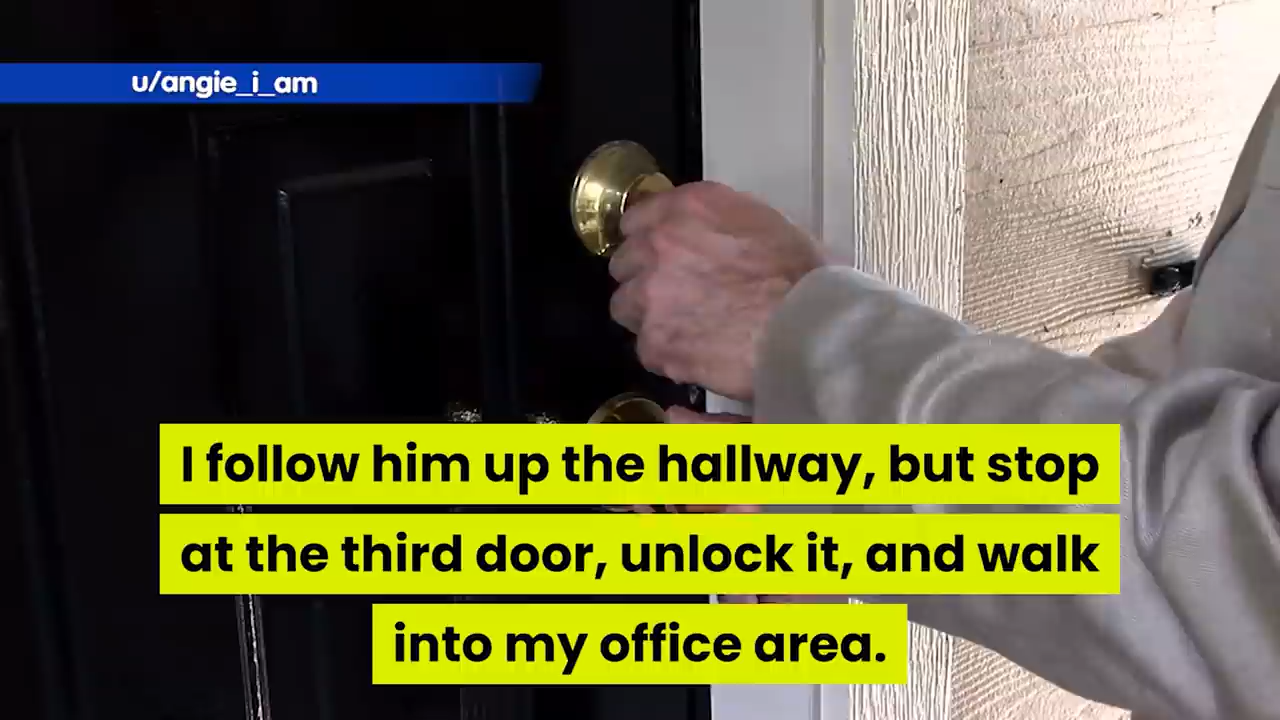 u/angie_i_am
I follow him up the hallway, but stop
at the third door, unlock it, and walk
into my office area.